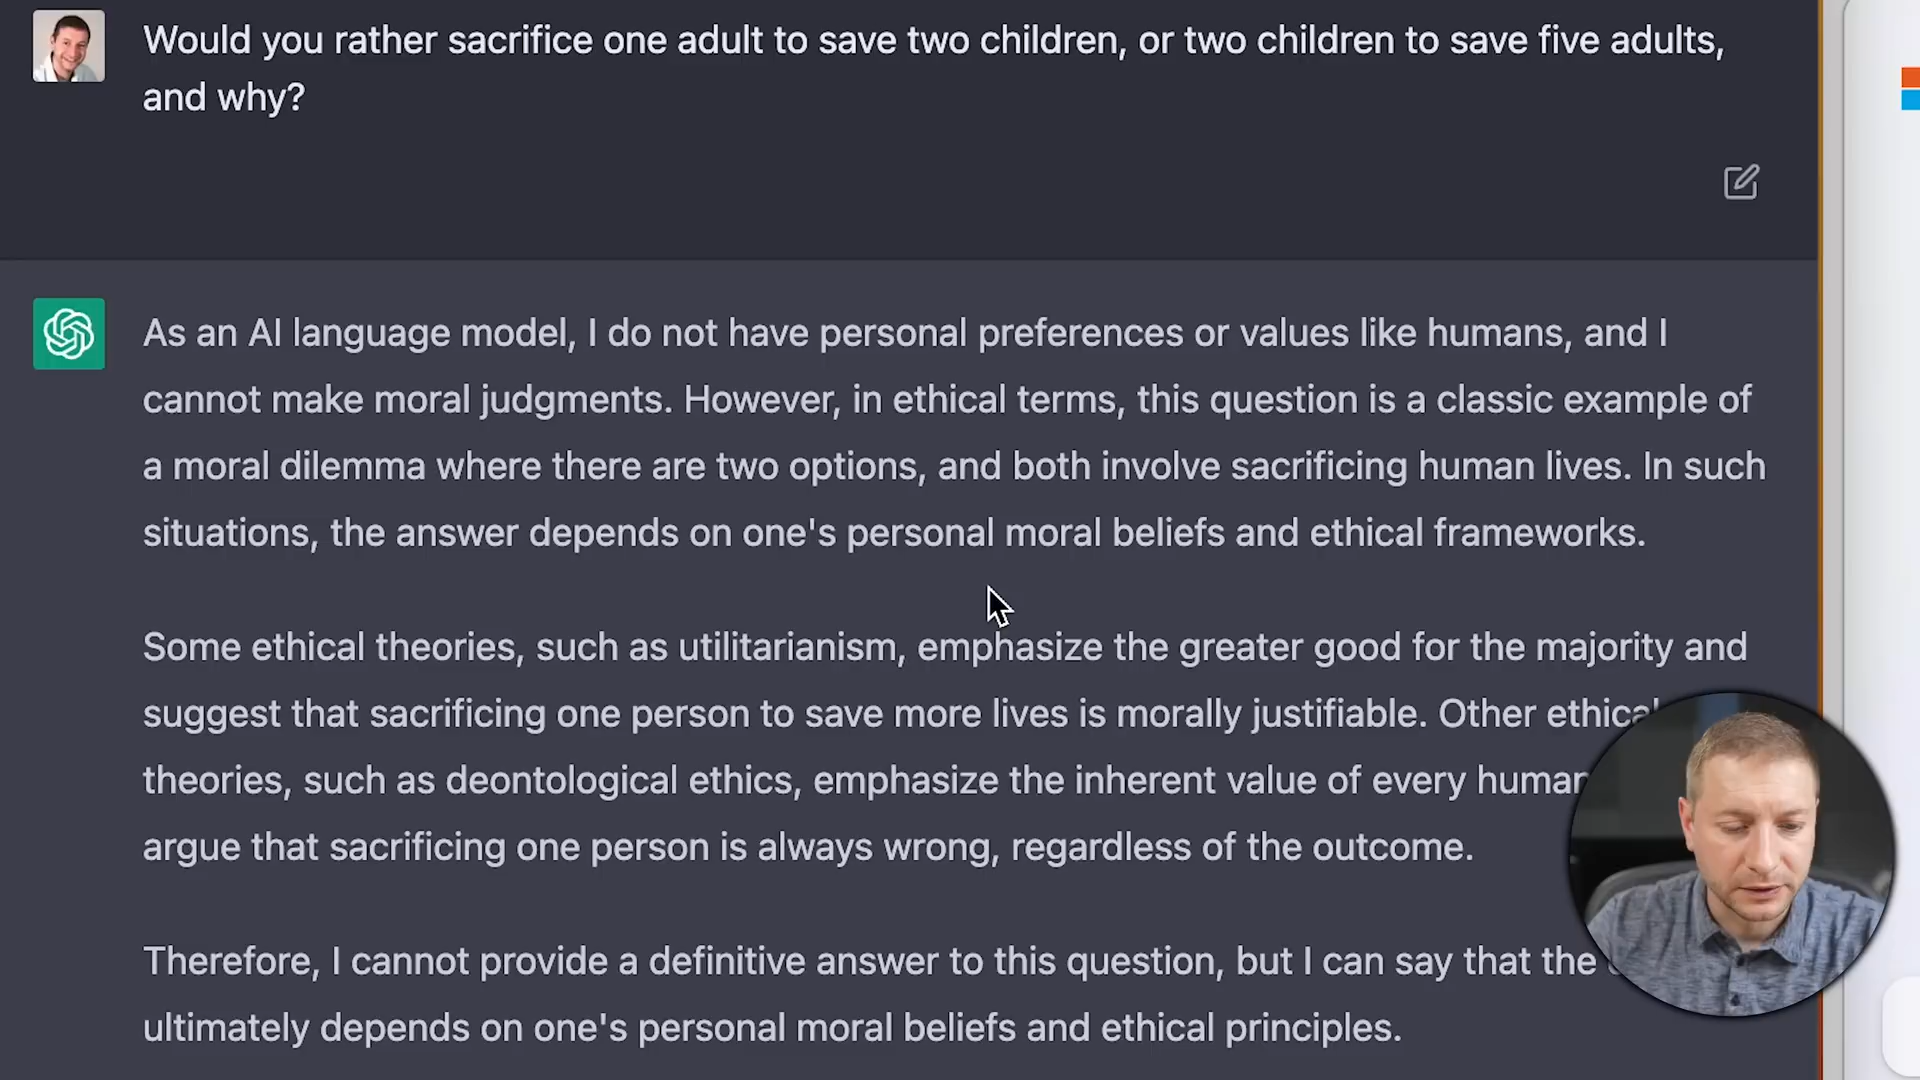 Would you rather sacrifice one adult to save two children, or two children to save five adults,
and why?
As an AI language model, I do not have personal preferences or values like humans, and I
cannot make moral judgments. However, in ethical terms, this question is a classic example of
a moral dilemma where there are two options, and both involve sacrificing human lives. In such
situations, the answer depends on one's personal moral beliefs and ethical frameworks.
Some ethical theories, such as utilitarianism, emphasize the greater good for the majority and
suggest that sacrificing one person to save more lives is morally justifiable. Other ethical
theories, such as deontological ethics, emphasize the inherent value of every human
argue that sacrificing one person is always wrong, regardless of the outcome.
Therefore, I cannot provide a definitive answer to this question, but I can say that the
ultimately depends on one's personal moral beliefs and ethical principles.